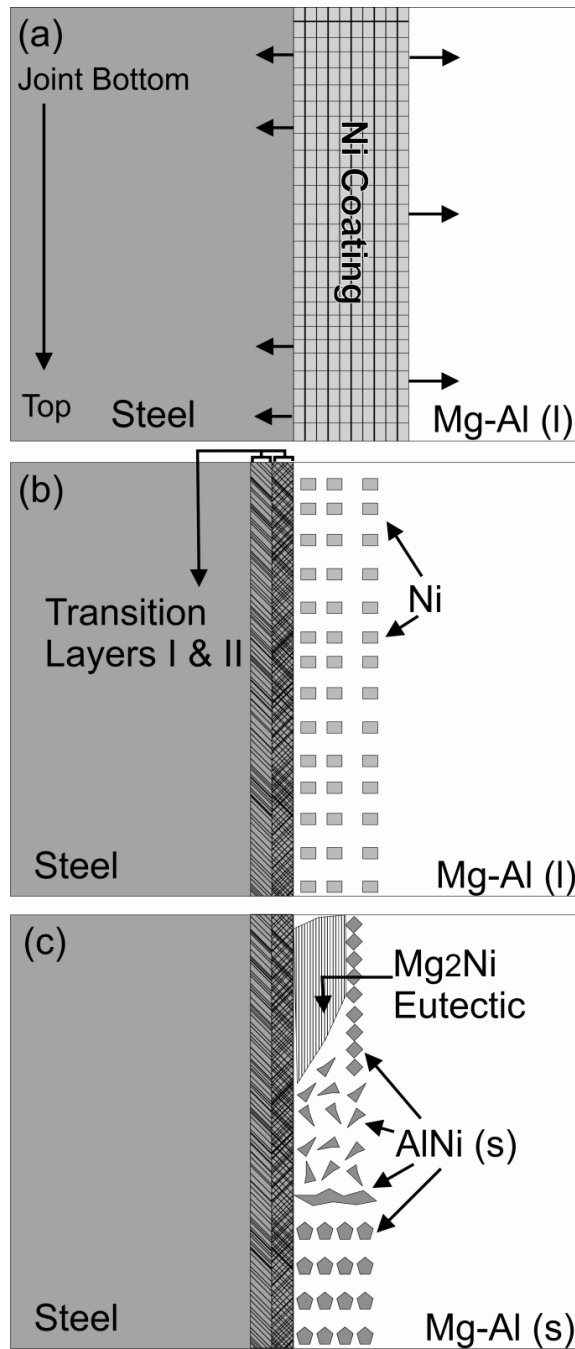 (a)
Joint Bottom
Ni Coating
Top
Steel
Mg-Al (l)
(b)
Transition
Layers I & II
Ni
Steel
Mg-Al (l)
(c)
Mg2Ni
Eutectic
AlNi (s)
Steel
Mg-Al (s)